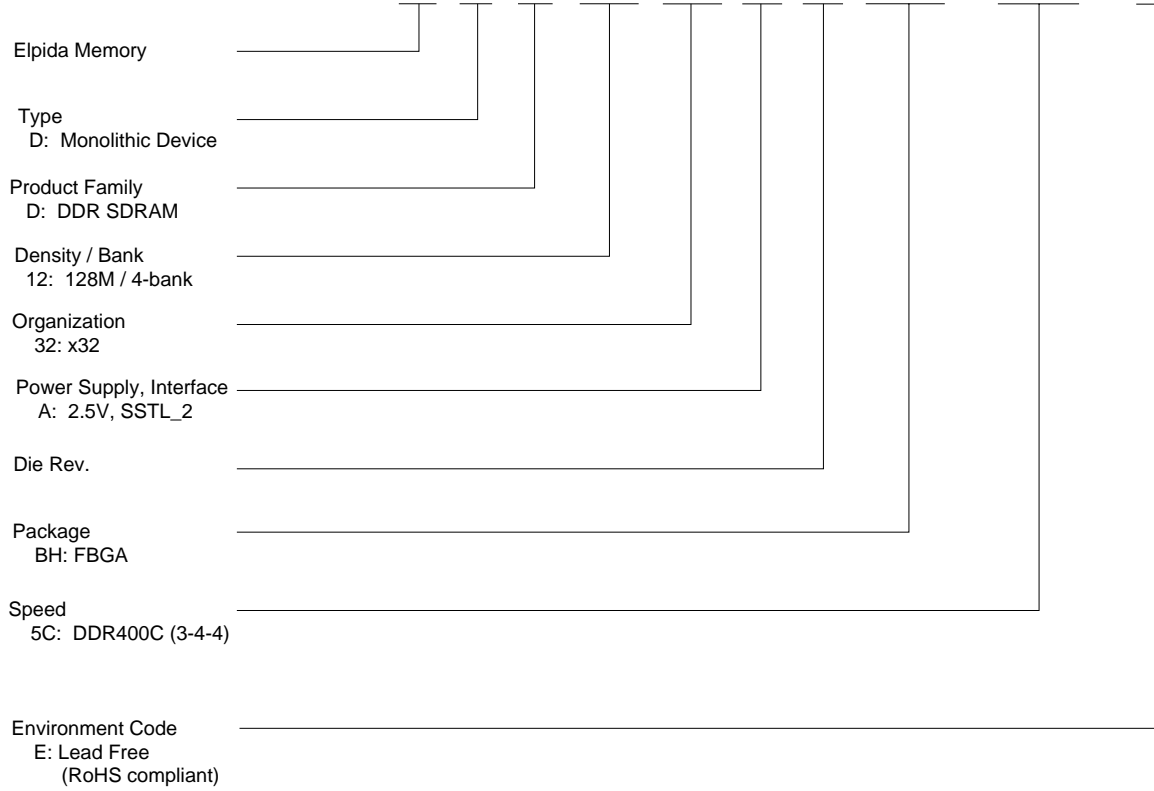 Elpida Memory
Type
D: Monolithic Device
Product Family
D: DDR SDRAM
Density / Bank
12: 128M / 4-bank
Organization
32: x32
Power Supply, Interface
A: 2.5V, SSTL_2
Die Rev.
Package
BH: FBGA
Speed
5C: DDR400C (3-4-4)
Environment Code
E: Lead Free
(RoHS compliant)